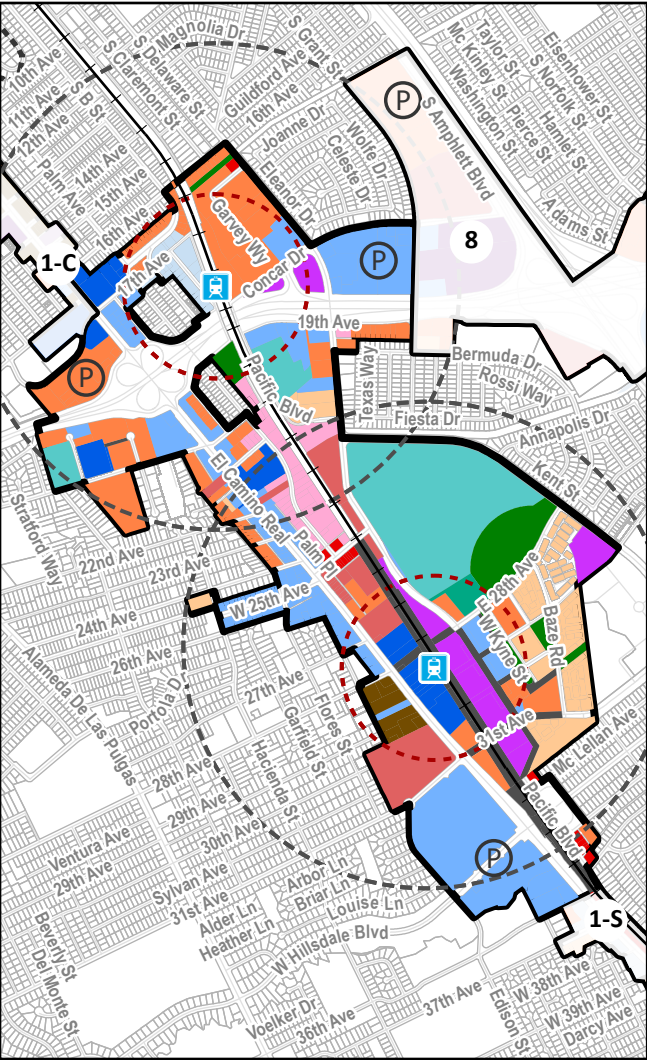 S Grant St
Magnolia Dr
S Delaware St
S Claremont St
Guildford Ave
16th Ave
Joanne Dr
Wolfe Dr
Celeste Dr
Eleanor Dr
Taylor St
Mc Kinley St
Washington St
Eisenhower St
S Norfolk St
Pierce St
Hamlet St
Adams St
S Amphlett Blvd
P
10th Ave
11th Ave
12th Ave
S B St
14th Ave
15th Ave
Palm Ave
16th Ave
17th Ave
1-C
8
Garvey Wy
Concar Dr
P
19th Ave
P
Pacific Blvd
Texas Way
Bermuda Dr
Rossi Way
Fiesta Dr
Annapolis Dr
Kent St
El Camino Real
Palm Pl
Strafford Way
22nd Ave
23rd Ave
24th Ave
W 25th Ave
26th Ave
27th Ave
Alameda De Las Pulgas
Flores St
Garfield St
Hacienda St
E 28th Ave
W Kyne St
Baze Rd
31st Ave
Mc Lellan Ave
Pacific Blvd
28th Ave
29th Ave
30th Ave
Ventura Ave
29th Ave
Sylvan Ave
31st Ave
Alder Ln
Heather Ln
Arbor Ln
Briar Ln
Louise Ln
W Hillsdale Blvd
P
1-S
Beverly St
Del Monte St
Voelker Dr
36th Ave
37th Ave
Edison St
W 38th Ave
W 39th Ave
Darcy Ave